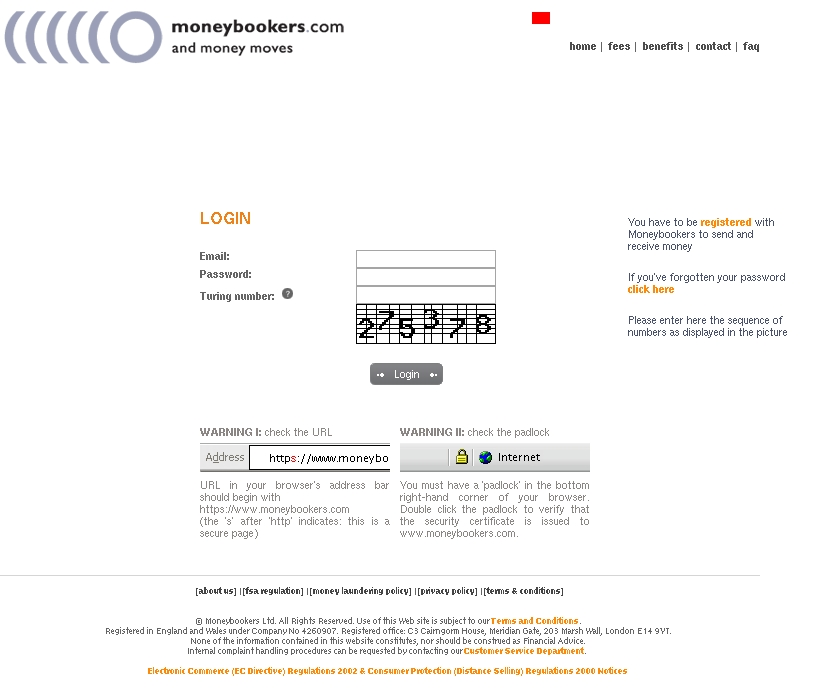 moneybookers.com
and money moves
home | fees | benefits | contact | faq
LOGIN
Email:
Password:
Turing number: ?
275378
Login
You have to be registered with
Moneybookers to send and
receive money
If you've forgotten your password
click here
Please enter here the sequence of
numbers as displayed in the picture
WARNING I: check the URL
Address https://www.moneybo
URL in your browser's address bar
should begin with
https://www.moneybookers.com
(the 's' after 'http' indicates: this is a
secure page)
WARNING II: check the padlock
Internet
You must have a 'padlock' in the bottom
right-hand corner of your browser.
Double click the padlock to verify that
the security certificate is issued to
www.moneybookers.com.
[about us] | [fsa regulation] | [money laundering policy] | [privacy policy] | [terms & conditions]
© Moneybookers Ltd. All Rights Reserved. Use of this Web site is subject to our Terms and Conditions.
Registered in England and Wales under Company No 4260907. Registered office: C3 Cairngorm House, Meridian Gate, 203 Marsh Wall, London E14 9YT.
None of the information contained in this website constitutes, nor should be construed as Financial Advice.
Internal complaint handling procedures can be requested by contacting our Customer Service Department.
Electronic Commerce (EC Directive) Regulations 2002 & Consumer Protection (Distance Selling) Regulations 2000 Notices